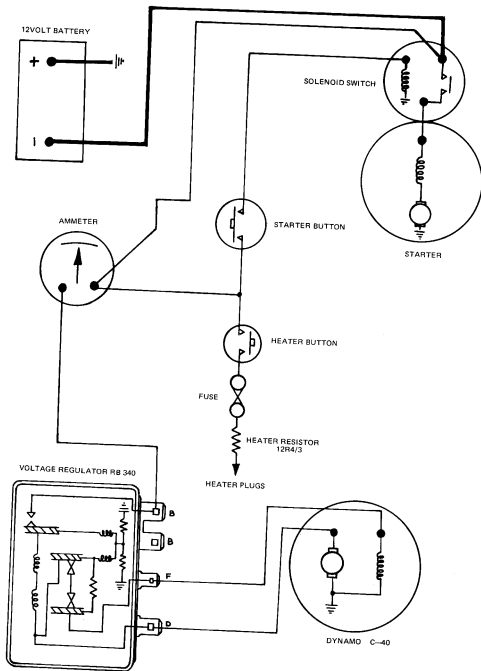 12VOLT BATTERY
+
–
SOLENOID SWITCH
STARTER
AMMETER
STARTER BUTTON
HEATER BUTTON
FUSE
HEATER RESISTOR
12R4/3
HEATER PLUGS
VOLTAGE REGULATOR RB 340
B
B
F
D
DYNAMO C-40